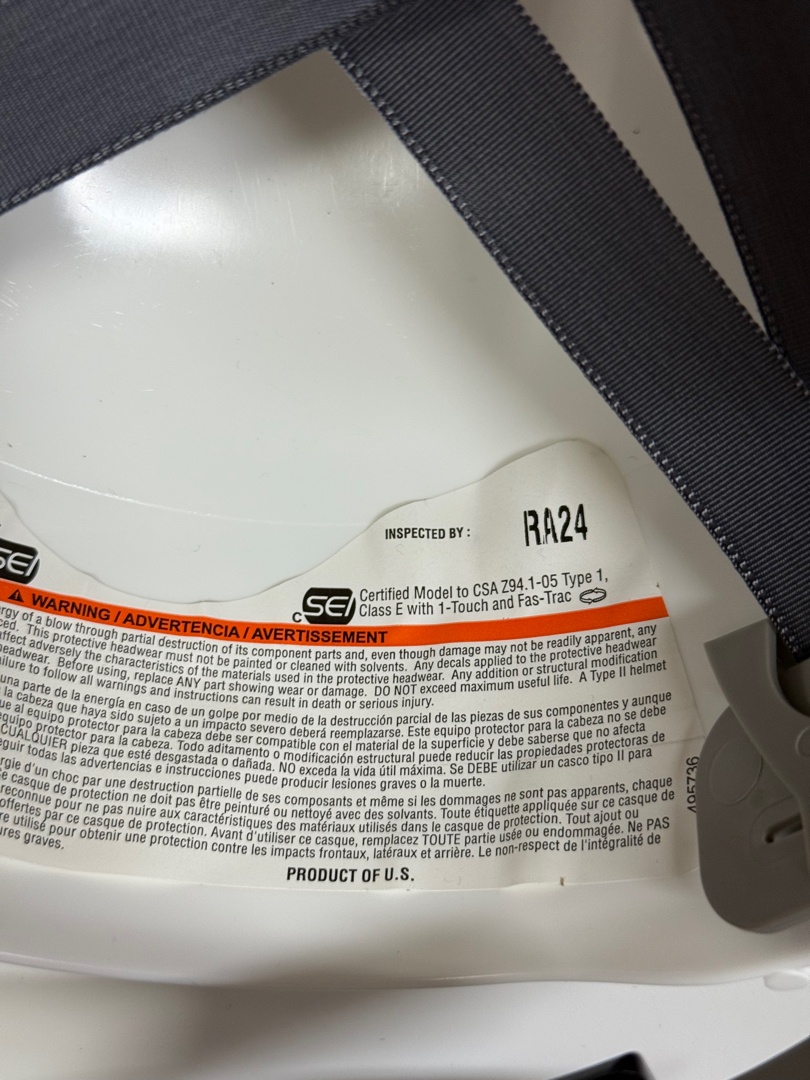 INSPECTED BY : RA24
SEI
CSEI Certified Model to CSA Z94.1-05 Type 1,
Class E with 1-Touch and Fas-Trac
WARNING / ADVERTENCIA / AVERTISSEMENT
rgy of a blow through partial destruction of its component parts and, even though damage may not be readily apparent, any
ced. This protective headwear must not be painted or cleaned with solvents. Any decals applied to the protective headwear
affect adversely the characteristics of the materials used in the protective headwear. Any addition or structural modification
headwear. Before using, replace ANY part showing wear or damage. DO NOT exceed maximum useful life. A Type II helmet
ilure to follow all warnings and instructions can result in death or serious injury.
una parte de la energía en caso de un golpe por medio de la destrucción parcial de las piezas de sus componentes y aunque
la cabeza que haya sido sujeto a un impacto severo deberá reemplazarse. Este equipo protector para la cabeza no se debe
ue al equipo protector para la cabeza debe ser compatible con el material de la superficie y debe saberse que no afecta
equipo protector para la cabeza. Todo aditamento o modificación estructural puede reducir las propiedades protectoras de
CUALQUIER pieza que esté desgastada o dañada. NO exceda la vida útil máxima. Se DEBE utilizar un casco tipo II para
eguir todas las advertencias e instrucciones puede producir lesiones graves o la muerte.
rgie d'un choc par une destruction partielle de ses composants et même si les dommages ne sont pas apparents, chaque
e casque de protection ne doit pas être peinturé ou nettoyé avec des solvants. Toute étiquette appliquée sur ce casque de
reconnue pour ne pas nuire aux caractéristiques des matériaux utilisés dans le casque de protection. Tout ajout ou
offertes par ce casque de protection. Avant d'utiliser ce casque, remplacez TOUTE partie usée ou endommagée. Ne PAS
re utilisé pour obtenir une protection contre les impacts frontaux, latéraux et arrière. Le non-respect de l'intégralité de
ures graves.
PRODUCT OF U.S.
495736